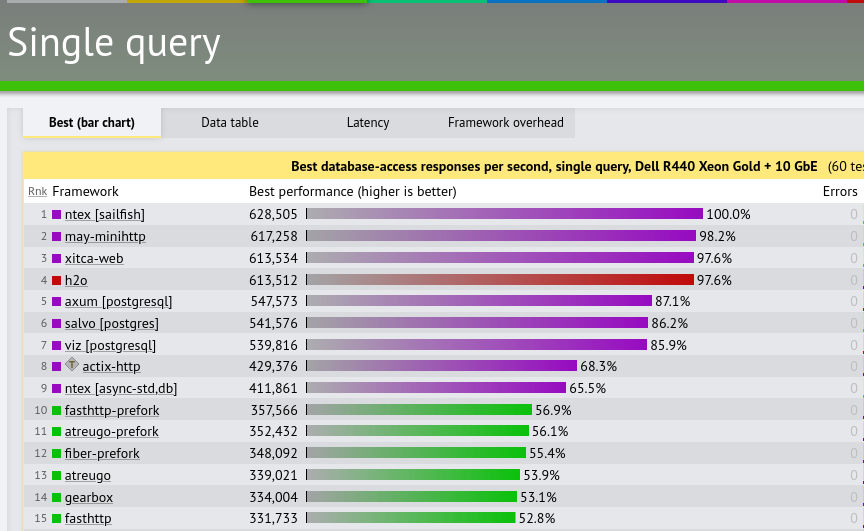 Single query
Best (bar chart) Data table Latency Framework overhead
Best database-access responses per second, single query, Dell R440 Xeon Gold + 10 GbE (60 te
Rnk Framework Best performance (higher is better) Errors
1 ntex [sailfish] 628,505 100.0% 0
2 may-minihttp 617,258 98.2% 0
3 xitca-web 613,534 97.6% 0
4 h2o 613,512 97.6% 0
5 axum [postgresql] 547,573 87.1% 0
6 salvo [postgres] 541,576 86.2% 0
7 viz [postgresql] 539,816 85.9% 0
8 T actix-http 429,376 68.3% 0
9 ntex [async-std,db] 411,861 65.5% 0
10 fasthttp-prefork 357,566 56.9% 0
11 atreugo-prefork 352,432 56.1% 0
12 fiber-prefork 348,092 55.4% 0
13 atreugo 339,021 53.9% 0
14 gearbox 334,004 53.1% 0
15 fasthttp 331,733 52.8% 0